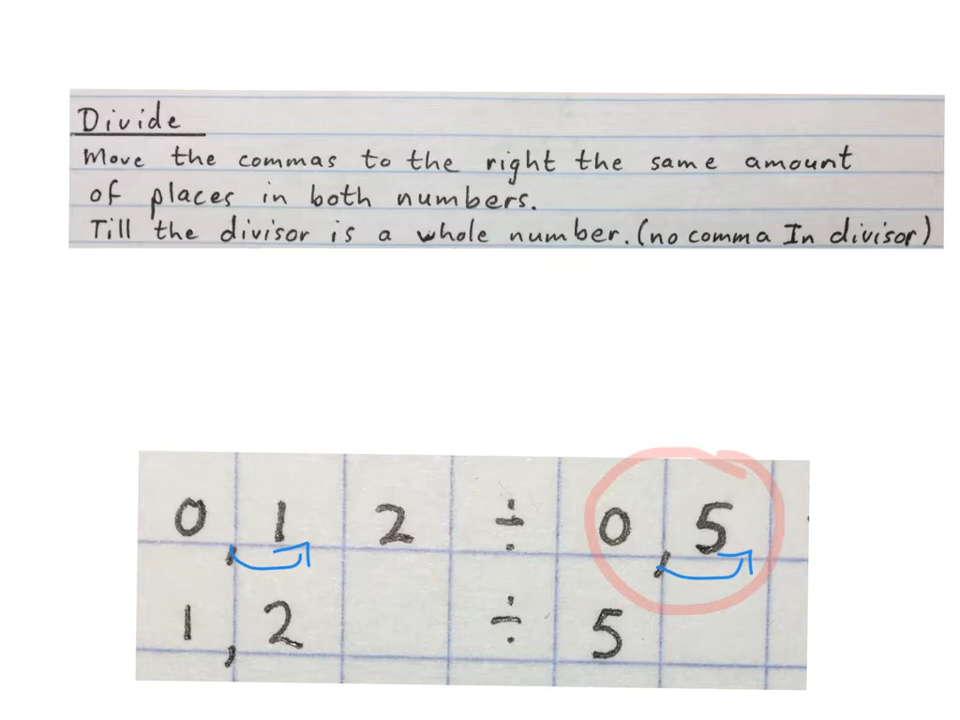 Divide
Move the commas to the right the same amount
of places in both numbers.
Till the divisor is a whole number. (no comma In divisor)
0,12 ÷ 0,5
1,2 ÷ 5